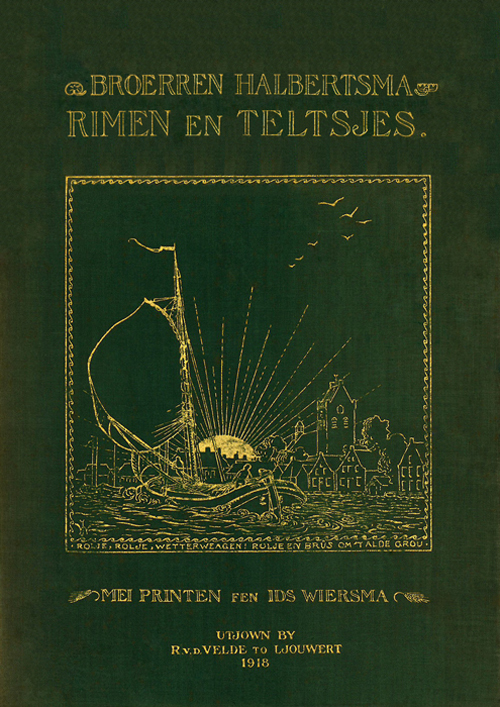 BROERREN HALBERTSMA
RIMEN EN TELTSJES.
· ROLJE, ROLJE, WETTERWEAGEN! ROLJE EN BRÚS OM 'T ALDE GROU ·
MEI PRINTEN FEN IDS WIERSMA
UTJOWN BY
R.V.D. VELDE TO LJOUWERT
1918